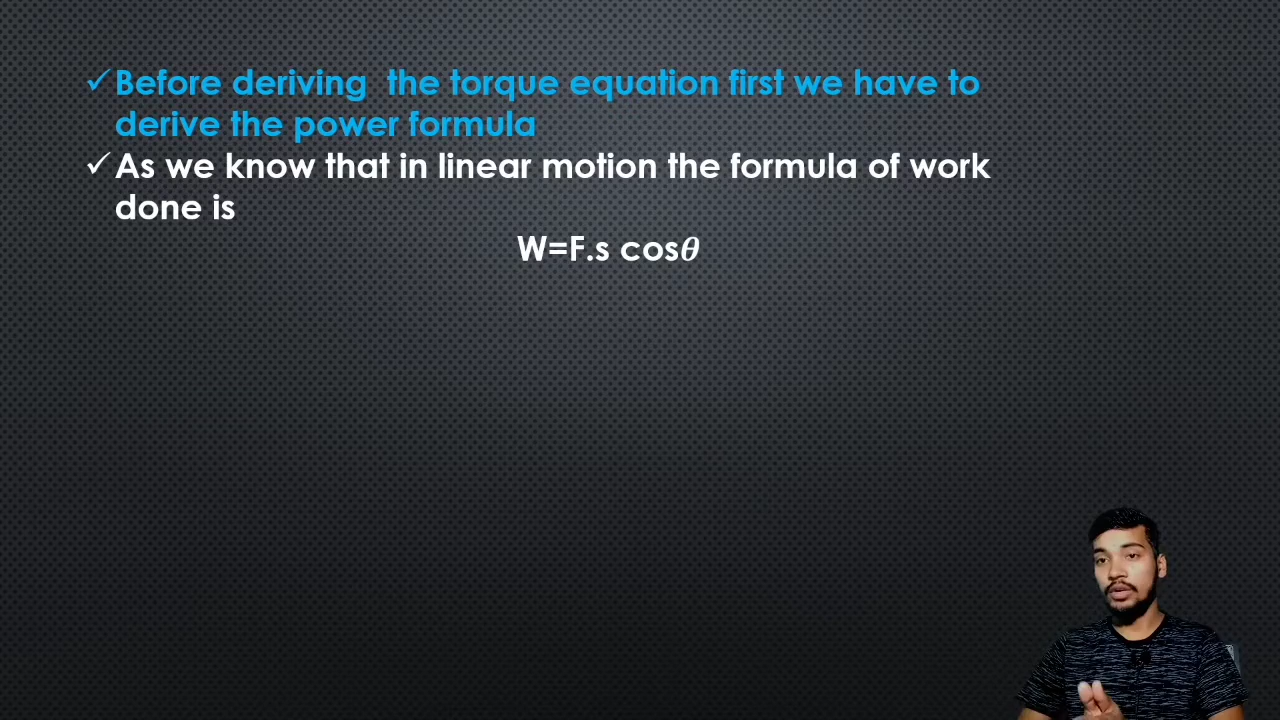 ✓Before deriving  the torque equation first we have to
derive the power formula
✓As we know that in linear motion the formula of work
done is
W=F.s cos𝜃